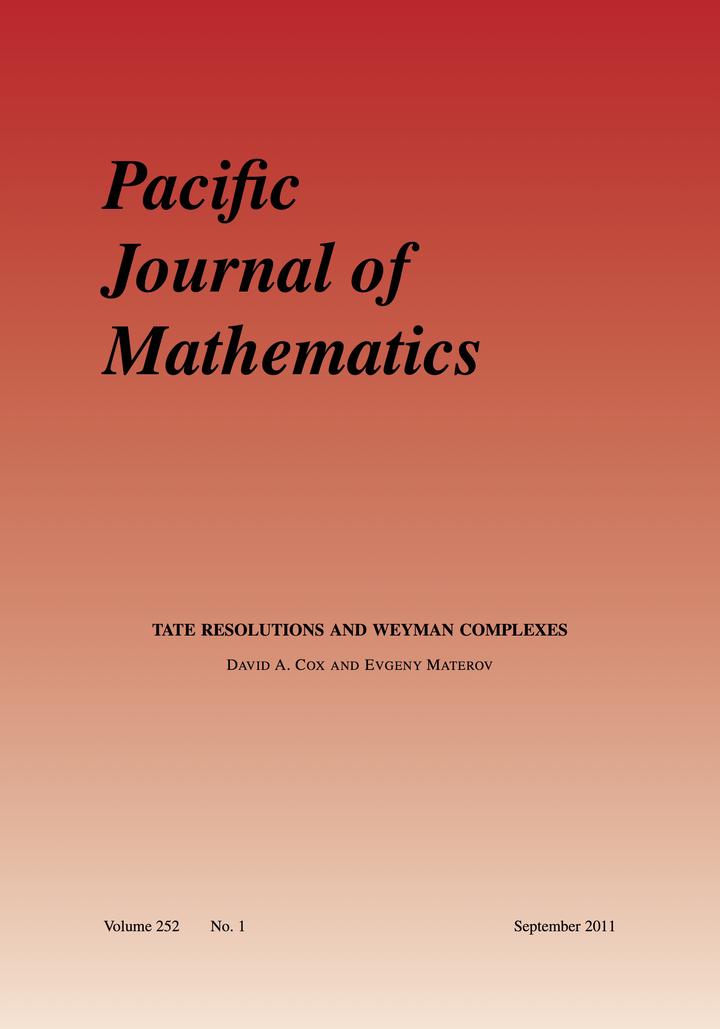 Pacific
Journal of
Mathematics
TATE RESOLUTIONS AND WEYMAN COMPLEXES
DAVID A. COX AND EVGENY MATEROV
Volume 252 No. 1 September 2011